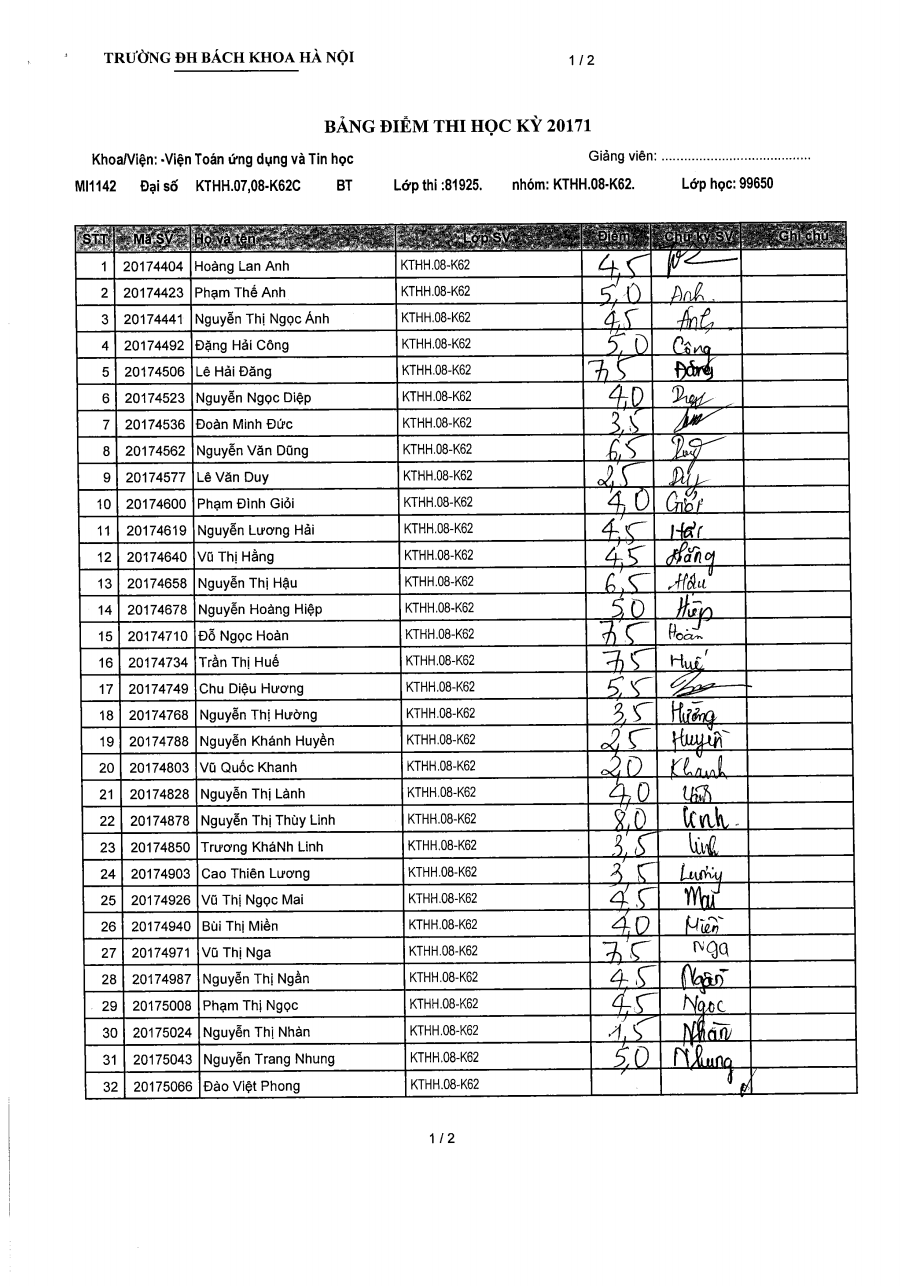 TRƯỜNG ĐH BÁCH KHOA HÀ NỘI 1 / 2
BẢNG ĐIỂM THI HỌC KỲ 20171
Khoa/Viện: -Viện Toán ứng dụng và Tin học Giảng viên: ........................................
MI1142 Đại số KTHH.07,08-K62C BT Lớp thi :81925. nhóm: KTHH.08-K62. Lớp học: 99650
STT Mã SV Họ và tên Lớp SV Điểm Chữ ký SV Ghi chú
1 20174404 Hoàng Lan Anh KTHH.08-K62 4,5
2 20174423 Phạm Thế Anh KTHH.08-K62 5,0 Anh
3 20174441 Nguyễn Thị Ngọc Ánh KTHH.08-K62 4,5 Ánh
4 20174492 Đặng Hải Công KTHH.08-K62 5,0 Công
5 20174506 Lê Hải Đăng KTHH.08-K62 7,5 Đăng
6 20174523 Nguyễn Ngọc Diệp KTHH.08-K62 4,0
7 20174536 Đoàn Minh Đức KTHH.08-K62 3,5
8 20174562 Nguyễn Văn Dũng KTHH.08-K62 6,5 Dũng
9 20174577 Lê Văn Duy KTHH.08-K62 2,5 Duy
10 20174600 Phạm Đình Giỏi KTHH.08-K62 4,0 Giỏi
11 20174619 Nguyễn Lương Hải KTHH.08-K62 4,5 Hải
12 20174640 Vũ Thị Hằng KTHH.08-K62 4,5 Hằng
13 20174658 Nguyễn Thị Hậu KTHH.08-K62 6,5 Hậu
14 20174678 Nguyễn Hoàng Hiệp KTHH.08-K62 5,0 Hiệp
15 20174710 Đỗ Ngọc Hoàn KTHH.08-K62 7,5 Hoàn
16 20174734 Trần Thị Huế KTHH.08-K62 7,5 Huế
17 20174749 Chu Diệu Hương KTHH.08-K62 5,5
18 20174768 Nguyễn Thị Hường KTHH.08-K62 3,5 Hường
19 20174788 Nguyễn Khánh Huyền KTHH.08-K62 2,5 Huyền
20 20174803 Vũ Quốc Khanh KTHH.08-K62 2,0 Khanh
21 20174828 Nguyễn Thị Lành KTHH.08-K62 4,0 Lành
22 20174878 Nguyễn Thị Thùy Linh KTHH.08-K62 8,0 Linh
23 20174850 Trương KháNh Linh KTHH.08-K62 3,5 Linh
24 20174903 Cao Thiên Lương KTHH.08-K62 3,5 Lương
25 20174926 Vũ Thị Ngọc Mai KTHH.08-K62 4,5 Mai
26 20174940 Bùi Thị Miền KTHH.08-K62 4,0 Miền
27 20174971 Vũ Thị Nga KTHH.08-K62 7,5 Nga
28 20174987 Nguyễn Thị Ngần KTHH.08-K62 4,5 Ngần
29 20175008 Phạm Thị Ngọc KTHH.08-K62 4,5 Ngọc
30 20175024 Nguyễn Thị Nhàn KTHH.08-K62 1,5 Nhàn
31 20175043 Nguyễn Trang Nhung KTHH.08-K62 5,0 Nhung
32 20175066 Đào Việt Phong KTHH.08-K62
1 / 2